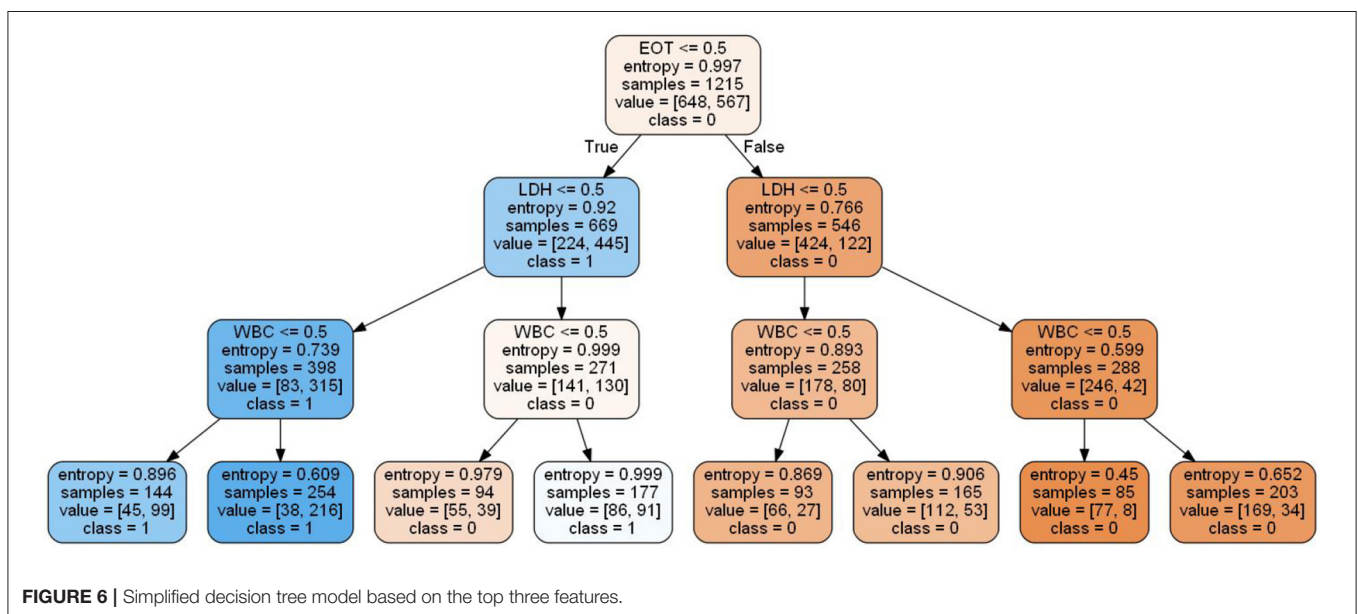 EOT <= 0.5
entropy = 0.997
samples = 1215
value = [648, 567]
class = 0
True
False
LDH <= 0.5
entropy = 0.92
samples = 669
value = [224, 445]
class = 1
LDH <= 0.5
entropy = 0.766
samples = 546
value = [424, 122]
class = 0
WBC <= 0.5
entropy = 0.739
samples = 398
value = [83, 315]
class = 1
WBC <= 0.5
entropy = 0.999
samples = 271
value = [141, 130]
class = 0
WBC <= 0.5
entropy = 0.893
samples = 258
value = [178, 80]
class = 0
WBC <= 0.5
entropy = 0.599
samples = 288
value = [246, 42]
class = 0
entropy = 0.896
samples = 144
value = [45, 99]
class = 1
entropy = 0.609
samples = 254
value = [38, 216]
class = 1
entropy = 0.979
samples = 94
value = [55, 39]
class = 0
entropy = 0.999
samples = 177
value = [86, 91]
class = 1
entropy = 0.869
samples = 93
value = [66, 27]
class = 0
entropy = 0.906
samples = 165
value = [112, 53]
class = 0
entropy = 0.45
samples = 85
value = [77, 8]
class = 0
entropy = 0.652
samples = 203
value = [169, 34]
class = 0
FIGURE 6 | Simplified decision tree model based on the top three features.